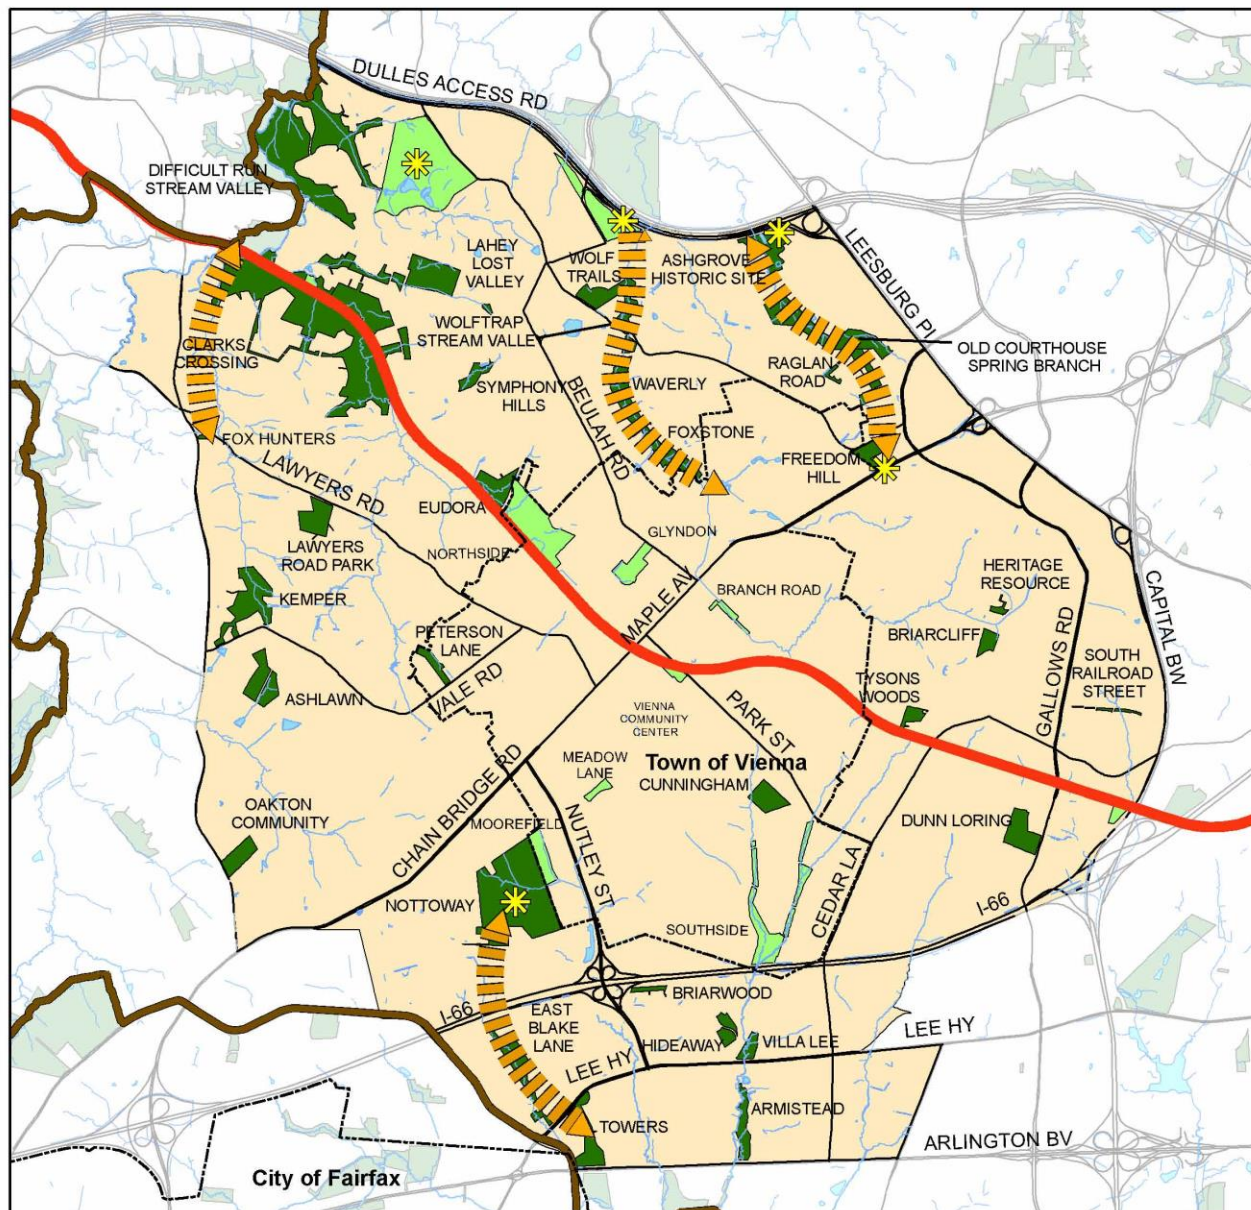 DULLES ACCESS RD
DIFFICULT RUN
STREAM VALLEY
LEESBURG PI
LAHEY
LOST
VALLEY
WOLF
TRAILS
ASHGROVE
HISTORIC SITE
WOLFTRAP
STREAM VALLEY
OLD COURTHOUSE
SPRING BRANCH
CLARKS
CROSSING
SYMPHONY
HILLS
BEULAH RD
WAVERLY
RAGLAN
ROAD
FOX HUNTERS
FOXSTONE
FREEDOM
HILL
LAWYERS RD
EUDORA
LAWYERS
ROAD PARK
NORTHSIDE
GLYNDON
HERITAGE
RESOURCE
KEMPER
MAPLE AV
BRANCH ROAD
CAPITAL BW
PETERSON
LANE
BRIARCLIFF
GALLOWS RD
SOUTH
RAILROAD
STREET
ASHLAWN
VALE RD
TYSONS
WOODS
VIENNA
COMMUNITY
CENTER
PARK ST
MEADOW
LANE
Town of Vienna
CUNNINGHAM
OAKTON
COMMUNITY
CHAIN BRIDGE RD
MOOREFIELD
NUTLEY ST
DUNN LORING
NOTTOWAY
CEDAR LA
I-66
SOUTHSIDE
I-66
EAST
BLAKE
LANE
BRIARWOOD
LEE HY
HIDEAWAY
VILLA LEE
LEE HY
ARMISTEAD
TOWERS
ARLINGTON BV
City of Fairfax